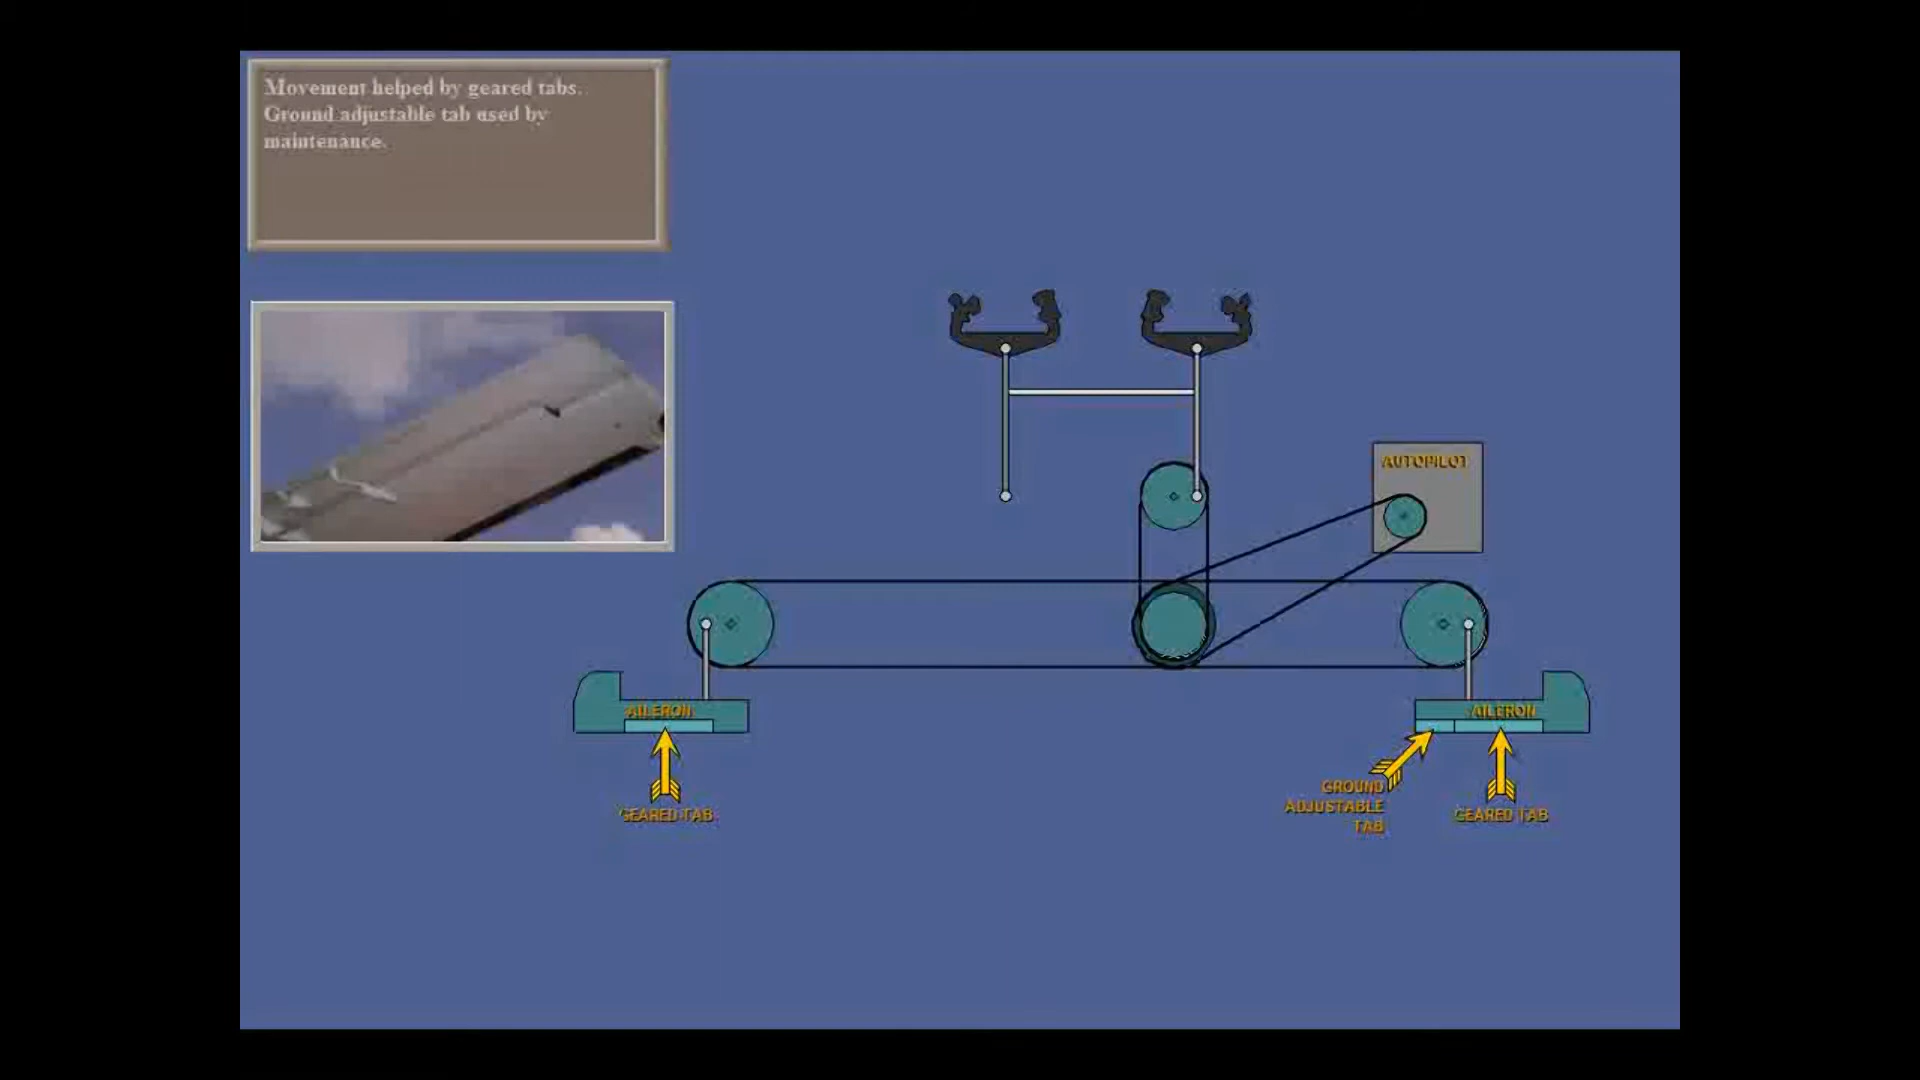 Movement helped by geared tabs.
Ground adjustable tab used by
maintenance.
AUTOPILOT
AILERON
AILERON
GEARED TAB
GROUND
ADJUSTABLE
TAB
GEARED TAB